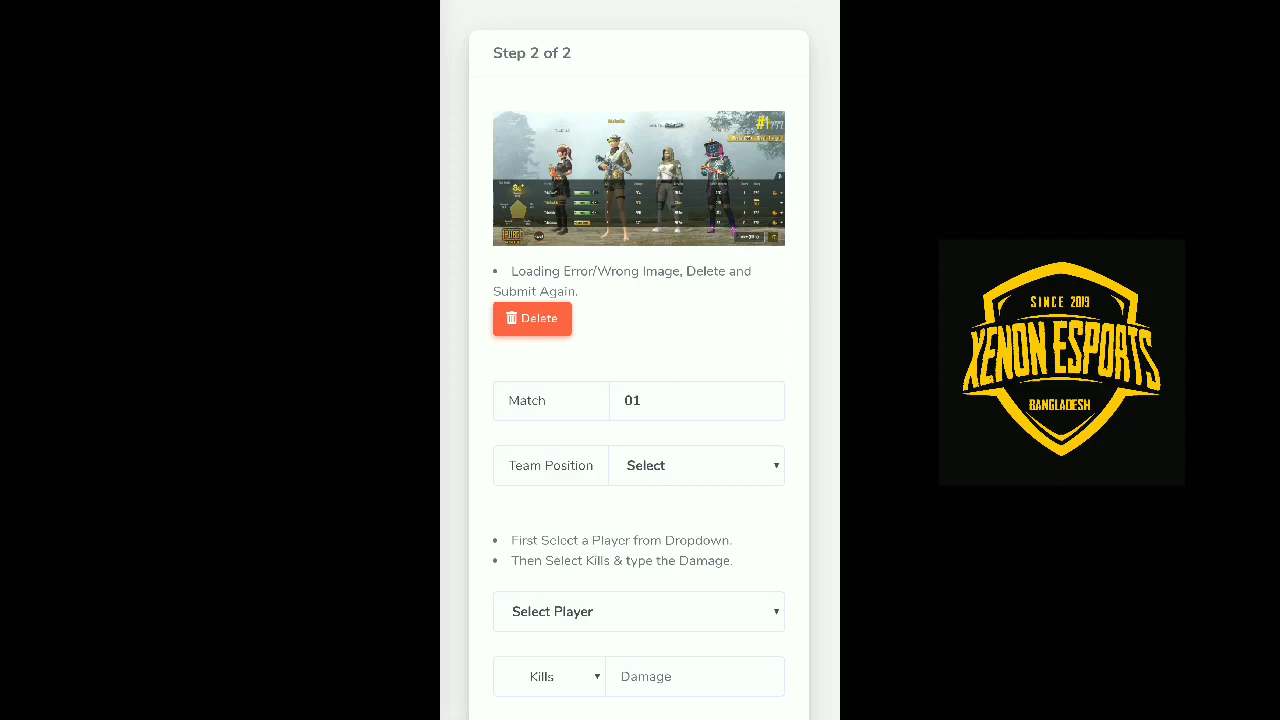 Step 2 of 2
#1/77
PUBG
• Loading Error/Wrong Image, Delete and
Submit Again.
Delete
Match 01
Team Position Select
• First Select a Player from Dropdown.
• Then Select Kills & type the Damage.
Select Player
Kills Damage
SINCE 2019
XENON ESPORTS
BANGLADESH